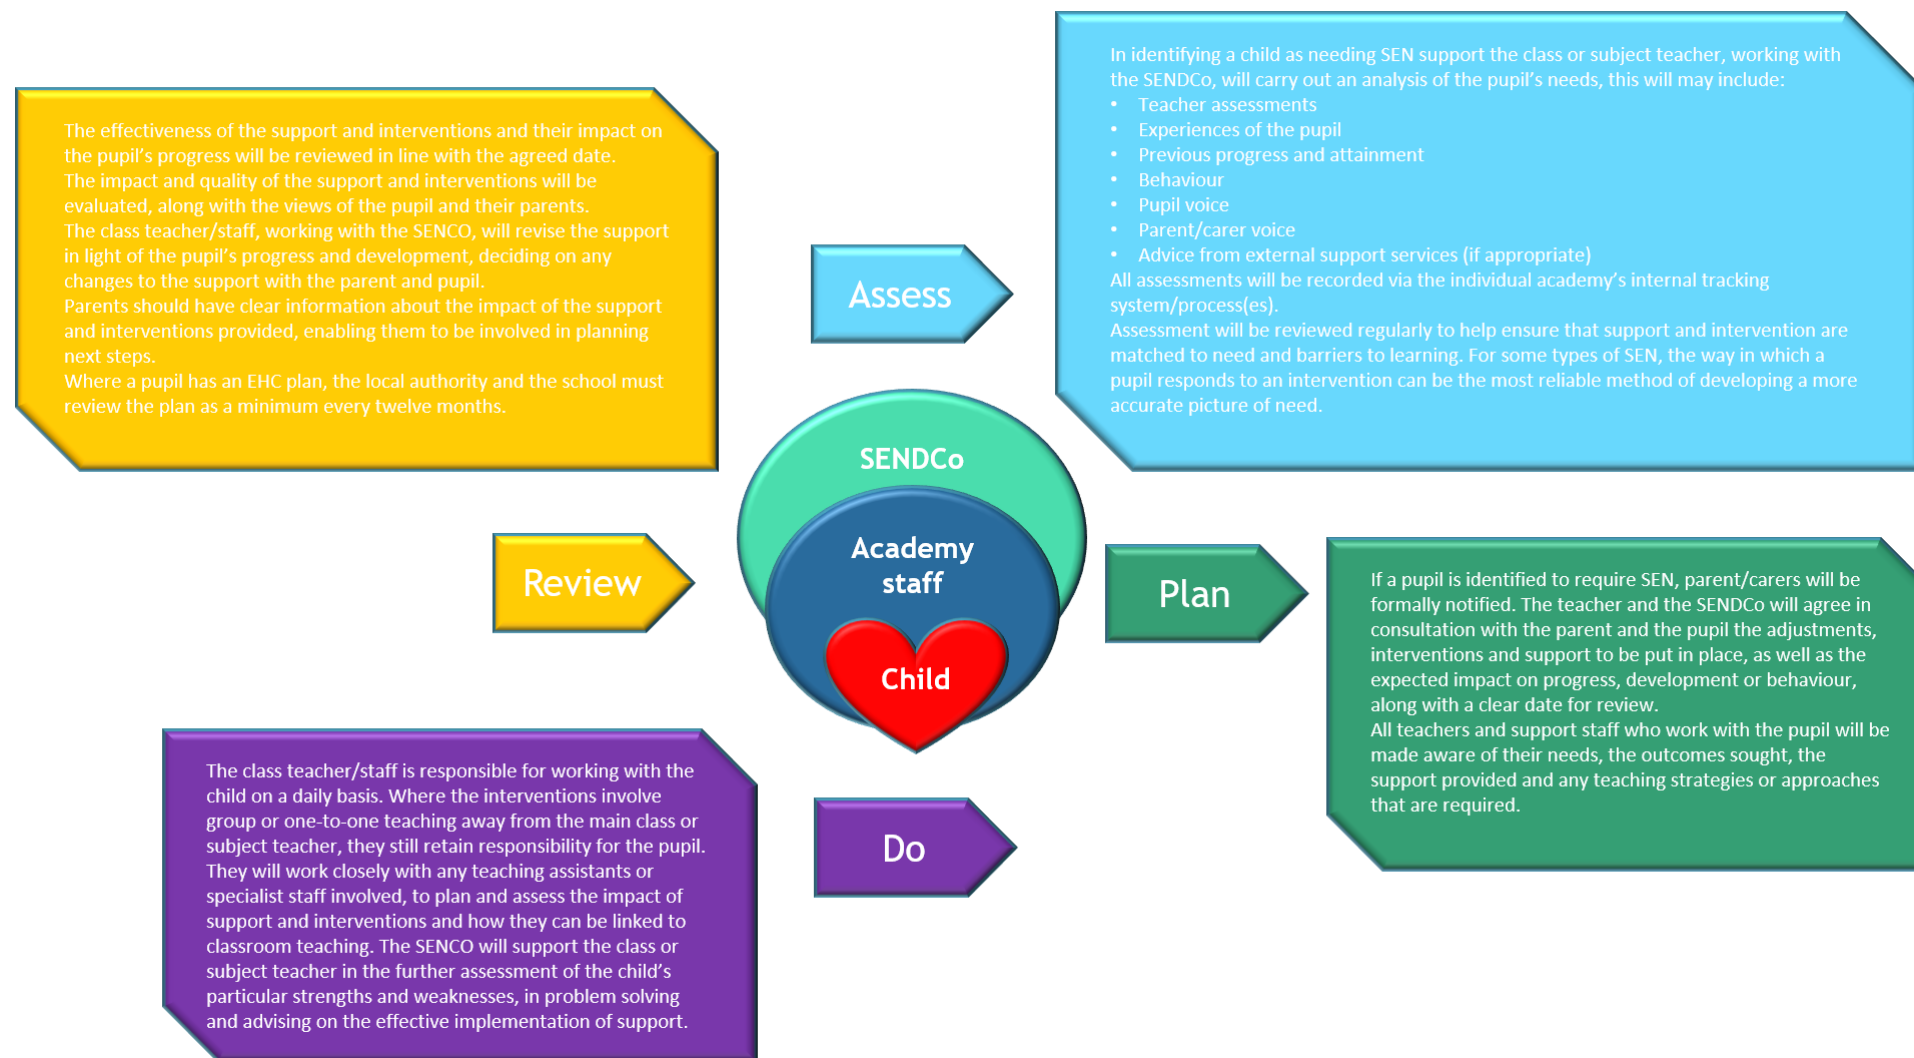 In identifying a child as needing SEN support the class or subject teacher, working with
the SENDCo, will carry out an analysis of the pupil's needs, this will may include:
• Teacher assessments
• Experiences of the pupil
• Previous progress and attainment
• Behaviour
• Pupil voice
• Parent/carer voice
• Advice from external support services (if appropriate)
All assessments will be recorded via the individual academy's internal tracking
system/process(es).
Assessment will be reviewed regularly to help ensure that support and intervention are
matched to need and barriers to learning. For some types of SEN, the way in which a
pupil responds to an intervention can be the most reliable method of developing a more
accurate picture of need.
The effectiveness of the support and interventions and their impact on
the pupil's progress will be reviewed in line with the agreed date.
The impact and quality of the support and interventions will be
evaluated, along with the views of the pupil and their parents.
The class teacher/staff, working with the SENCO, will revise the support
in light of the pupil's progress and development, deciding on any
changes to the support with the parent and pupil.
Parents should have clear information about the impact of the support
and interventions provided, enabling them to be involved in planning
next steps.
Where a pupil has an EHC plan, the local authority and the school must
review the plan as a minimum every twelve months.
Assess
SENDCo
Academy
staff
Child
Review
Plan
If a pupil is identified to require SEN, parent/carers will be
formally notified. The teacher and the SENDCo will agree in
consultation with the parent and the pupil the adjustments,
interventions and support to be put in place, as well as the
expected impact on progress, development or behaviour,
along with a clear date for review.
All teachers and support staff who work with the pupil will be
made aware of their needs, the outcomes sought, the
support provided and any teaching strategies or approaches
that are required.
The class teacher/staff is responsible for working with the
child on a daily basis. Where the interventions involve
group or one-to-one teaching away from the main class or
subject teacher, they still retain responsibility for the pupil.
They will work closely with any teaching assistants or
specialist staff involved, to plan and assess the impact of
support and interventions and how they can be linked to
classroom teaching. The SENCO will support the class or
subject teacher in the further assessment of the child's
particular strengths and weaknesses, in problem solving
and advising on the effective implementation of support.
Do